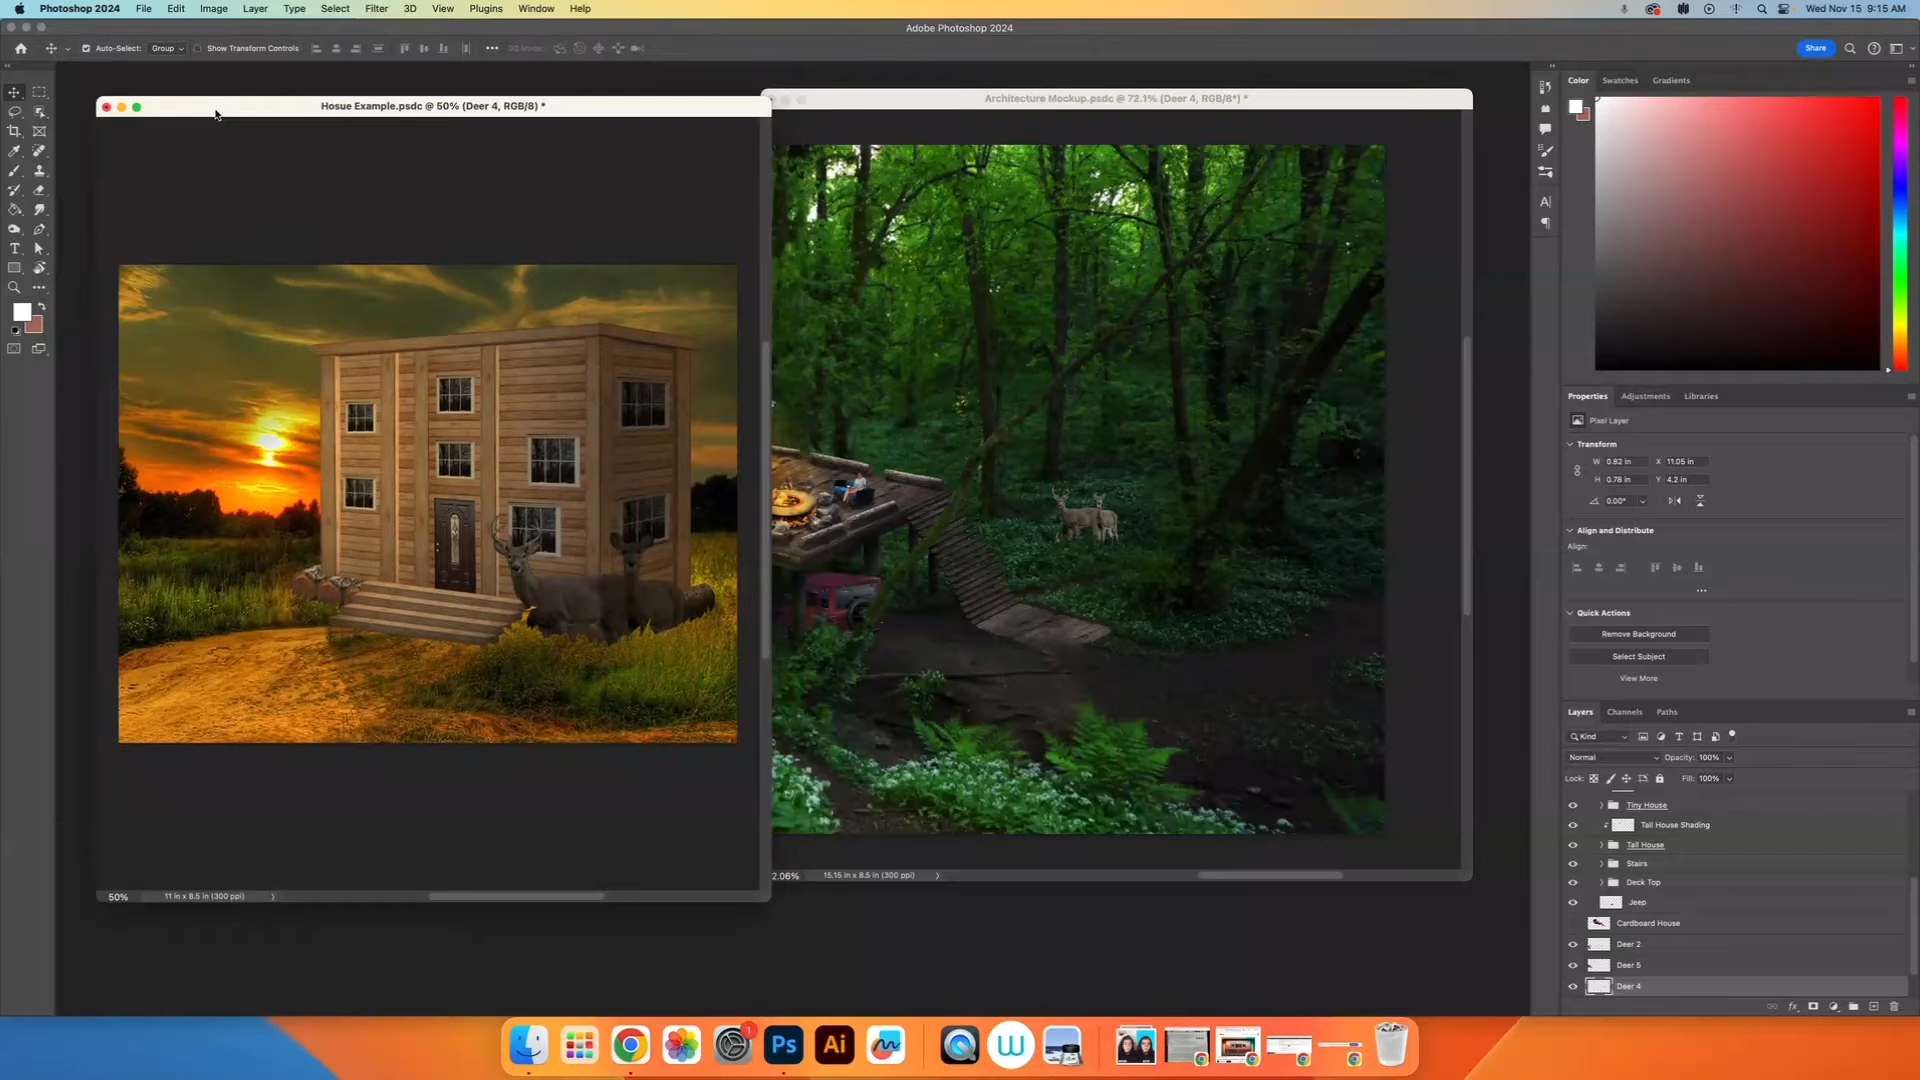 Photoshop 2024 File Edit Image Layer Type Select Filter 3D View Plugins Window Help
Wed Nov 15 9:15 AM
Adobe Photoshop 2024
Auto-Select: Group Show Transform Controls
Share
Hosue Example.psdc @ 50% (Deer 4, RGB/8) *
Architecture Mockup.psdc @ 72.1% (Deer 4, RGB/8*) *
50% 11 in x 8.5 in (300 ppi)
2.06% 15.15 in x 8.5 in (300 ppi)
Color Swatches Gradients
Properties Adjustments Libraries
Pixel Layer
Transform
W 0.82 in X 11.05 in
H 0.78 in Y 4.2 in
0.00°
Align and Distribute
Align:
Quick Actions
Remove Background
Select Subject
View More
Layers Channels Paths
Kind
Normal Opacity: 100%
Lock: Fill: 100%
Tiny House
Tall House Shading
Tall House
Stairs
Deck Top
Jeep
Cardboard House
Deer 2
Deer 5
Deer 4
fx
1
Ps
Ai